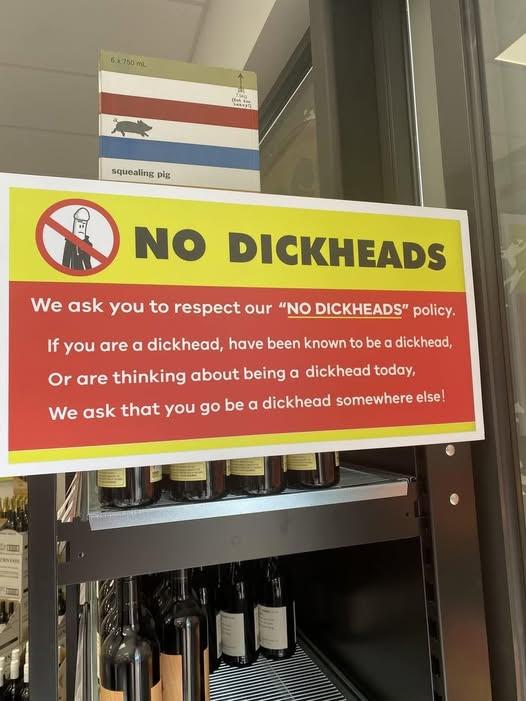 6 x 750 mL
squealing pig
NO DICKHEADS
We ask you to respect our “NO DICKHEADS” policy.
If you are a dickhead, have been known to be a dickhead,
Or are thinking about being a dickhead today,
We ask that you go be a dickhead somewhere else!